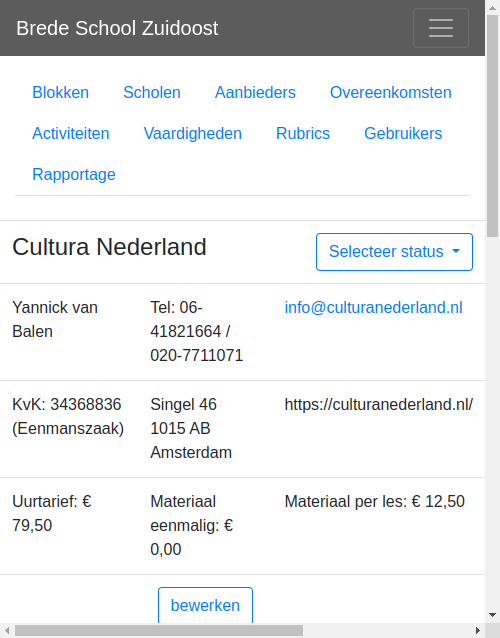 Brede School Zuidoost
Blokken Scholen Aanbieders Overeenkomsten
Activiteiten Vaardigheden Rubrics Gebruikers
Rapportage
Cultura Nederland Selecteer status
Yannick van Balen
Tel: 06-41821664 / 020-7711071
info@culturanederland.nl
KvK: 34368836
(Eenmanszaak)
Singel 46
1015 AB
Amsterdam
https://culturanederland.nl/
Uurtarief: €
79,50
Materiaal
eenmalig: €
0,00
Materiaal per les: € 12,50
bewerken